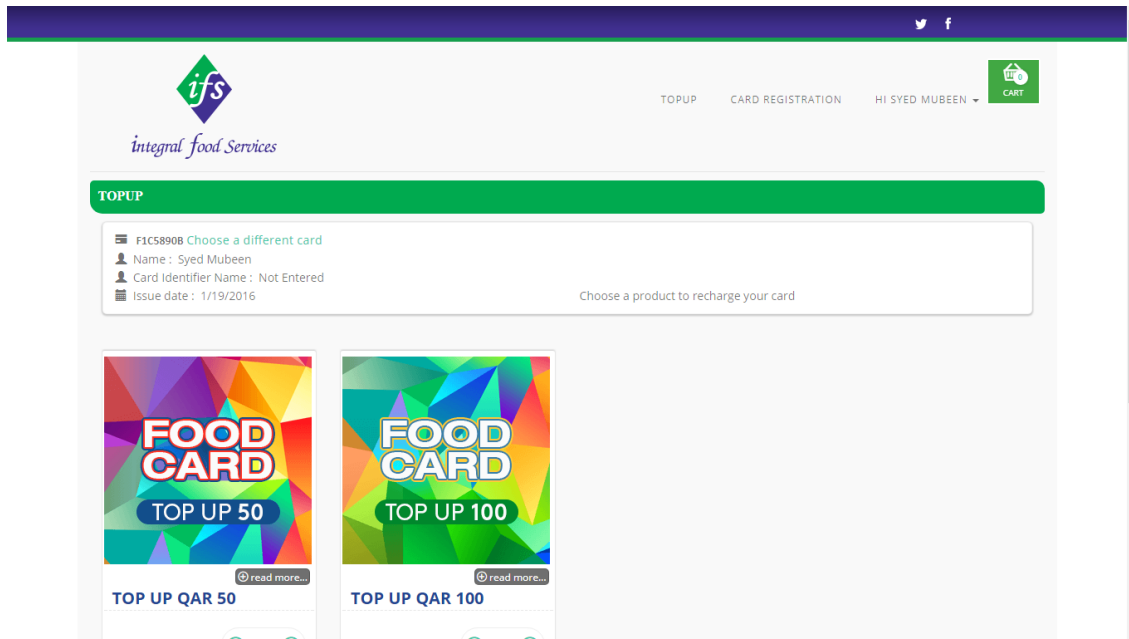 ifs
integral food Services
TOPUP CARD REGISTRATION HI SYED MUBEEN
0
CART
TOPUP
F1C5890B Choose a different card
Name : Syed Mubeen
Card Identifier Name : Not Entered
Issue date : 1/19/2016
Choose a product to recharge your card
FOOD
CARD
TOP UP 50
read more...
TOP UP QAR 50
FOOD
CARD
TOP UP 100
read more...
TOP UP QAR 100